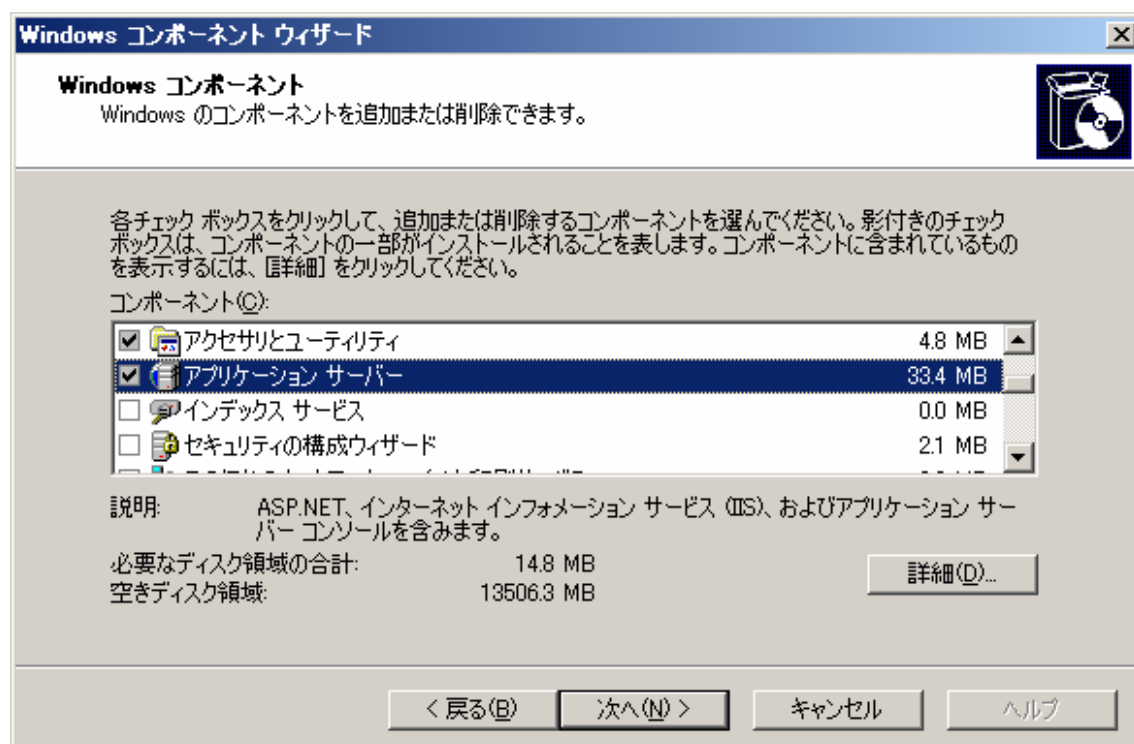 Windows コンポーネント ウィザード
Windows コンポーネント
Windows のコンポーネントを追加または削除できます。
各チェック ボックスをクリックして、追加または削除するコンポーネントを選んでください。影付きのチェック
ボックスは、コンポーネントの一部がインストールされることを表します。コンポーネントに含まれているもの
を表示するには、[詳細] をクリックしてください。
コンポーネント(C):
アクセサリとユーティリティ 4.8 MB
アプリケーション サーバー 33.4 MB
インデックス サービス 0.0 MB
セキュリティの構成ウィザード 2.1 MB
説明: ASP.NET、インターネット インフォメーション サービス (IIS)、およびアプリケーション サー
バー コンソールを含みます。
必要なディスク領域の合計: 14.8 MB
空きディスク領域: 13506.3 MB
詳細(D)...
< 戻る(B) 次へ(N) > キャンセル ヘルプ